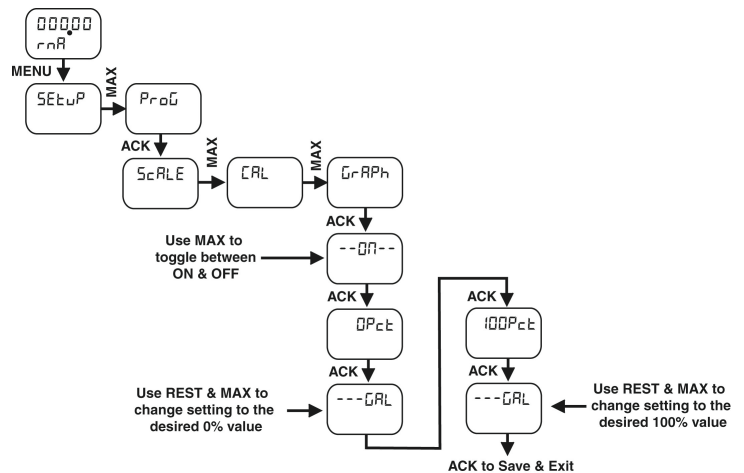 000.00
rnA
MENU
SEtuP
MAX
ProG
ACK
ScALE
MAX
CAL
MAX
GrAPh
ACK
Use MAX to
toggle between
ON & OFF
--ON--
ACK
0Pct
ACK
Use REST & MAX to
change setting to the
desired 0% value
---GAL
ACK
100Pct
ACK
---GAL
Use REST & MAX to
change setting to the
desired 100% value
ACK to Save & Exit